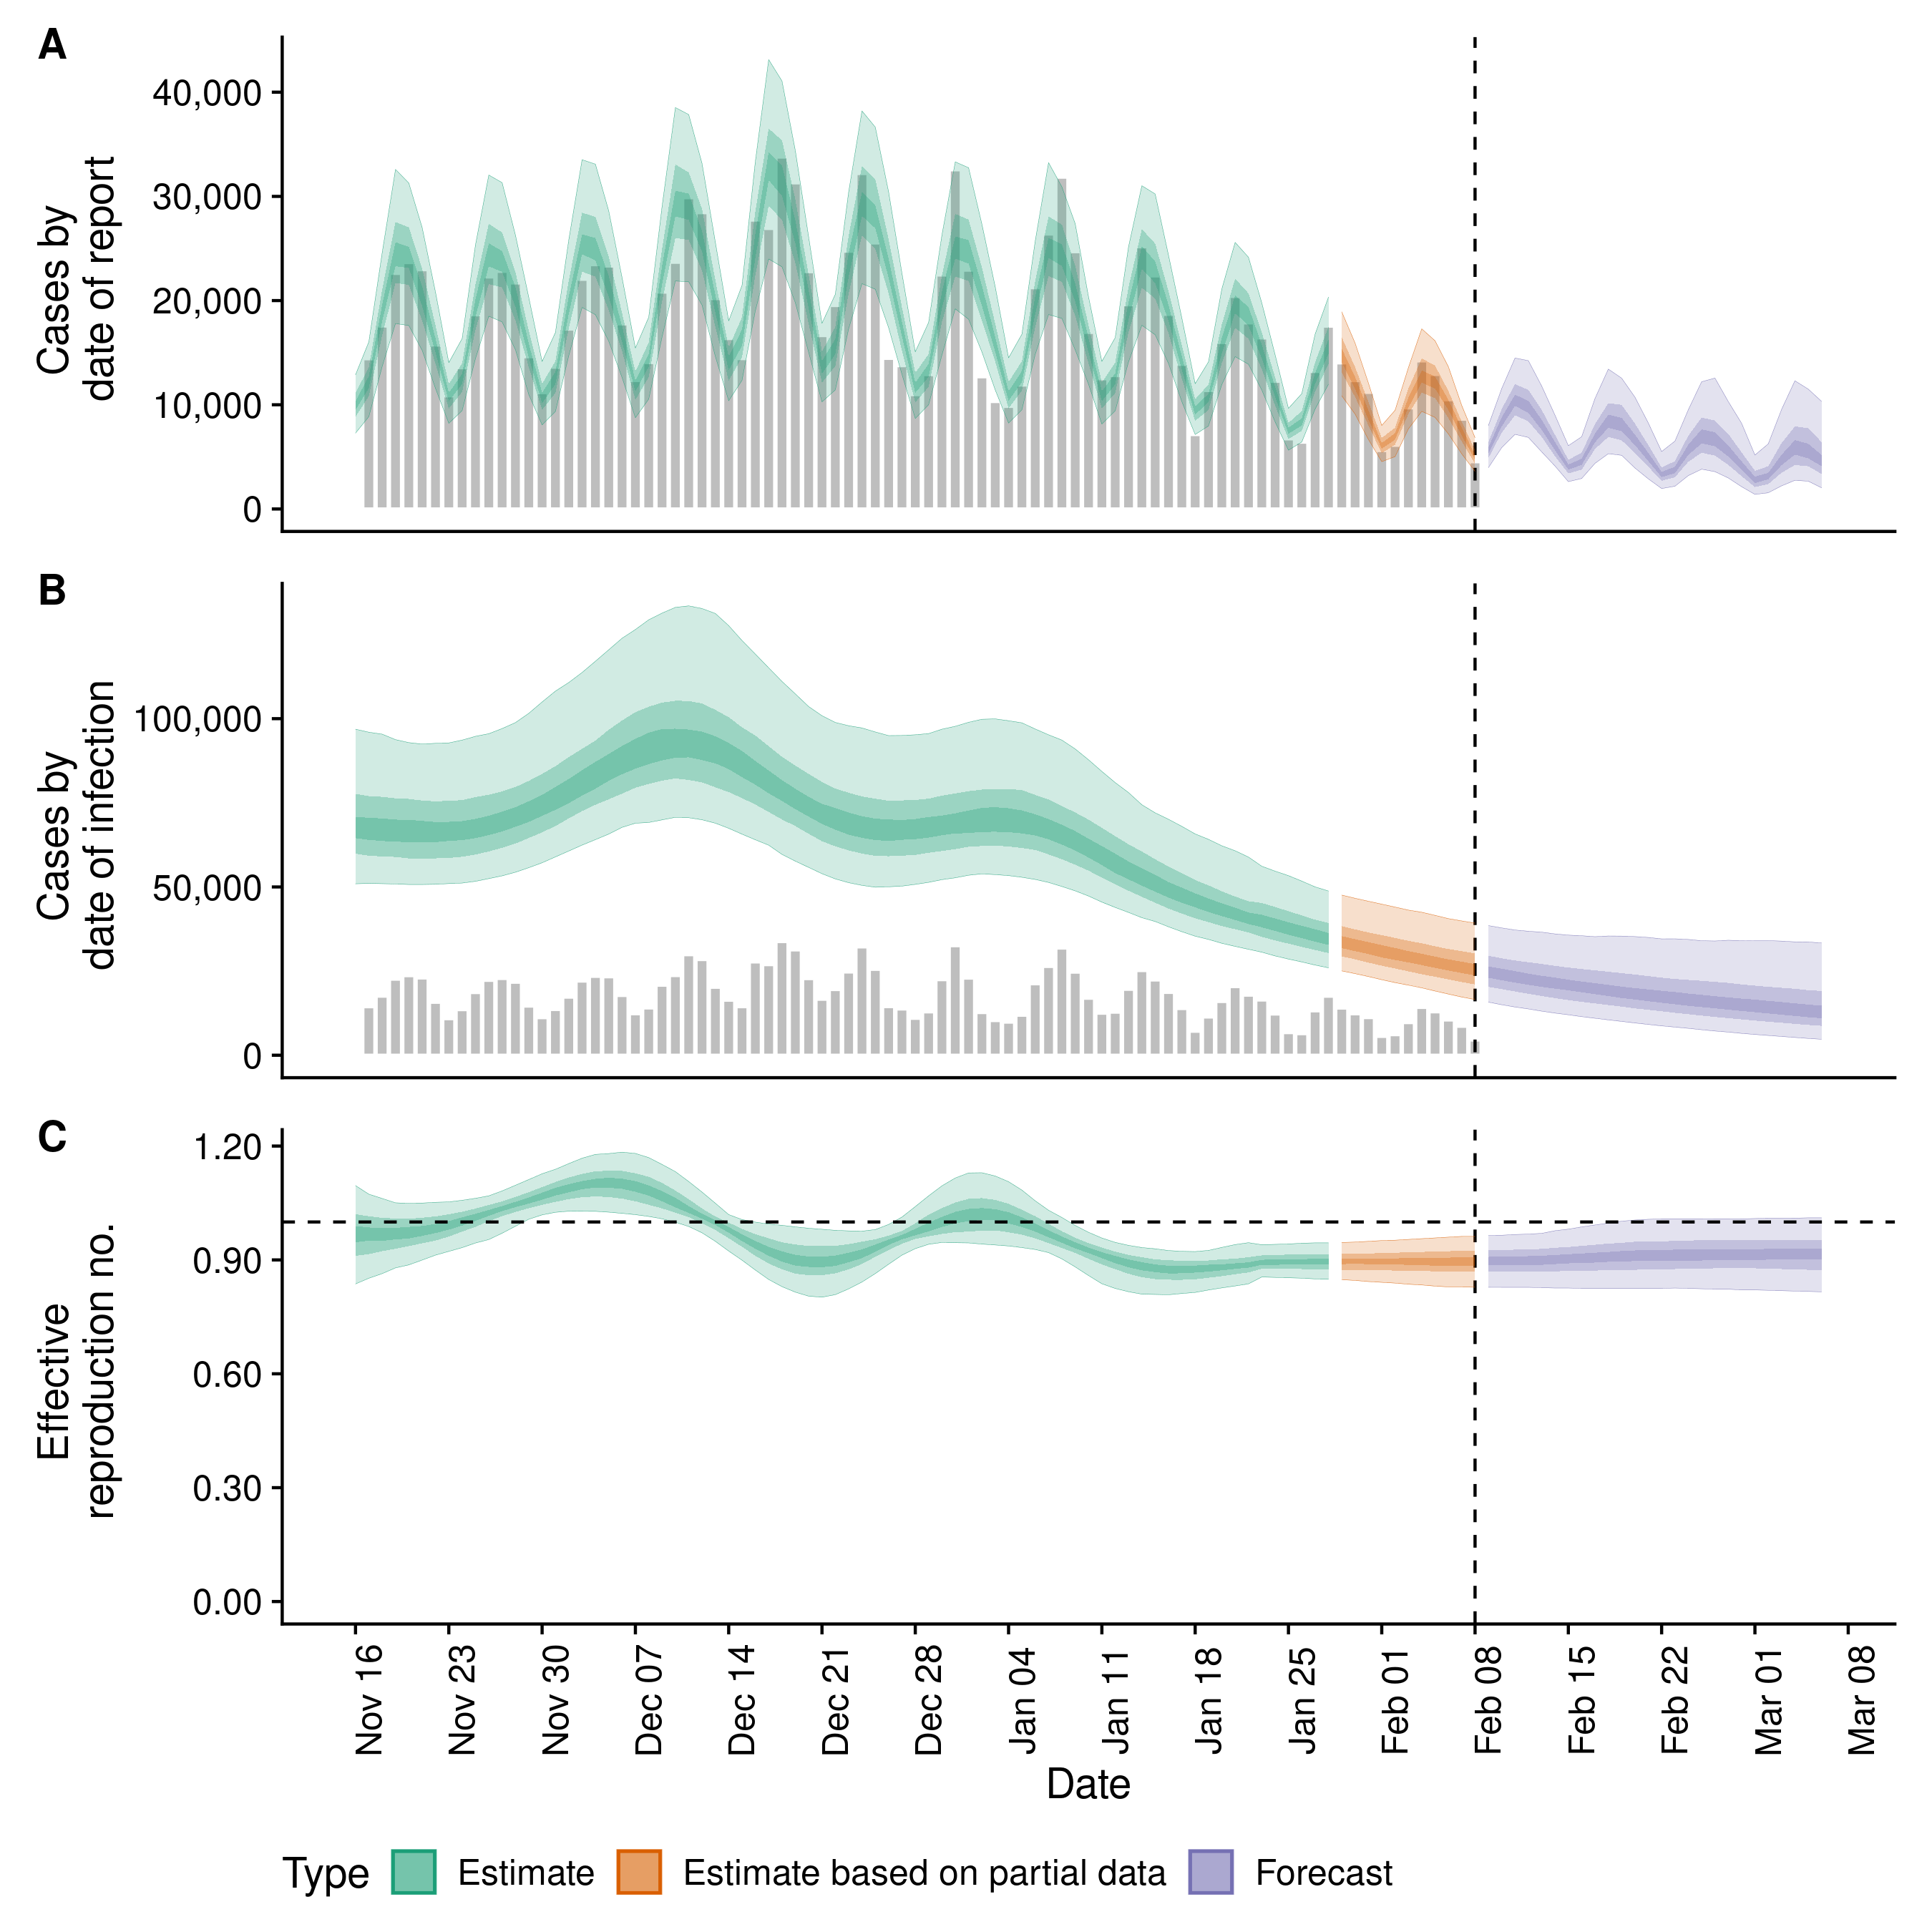 A
Cases by
date of report
40,000
30,000
20,000
10,000
0
B
Cases by
date of infection
100,000
50,000
0
C
Effective
reproduction no.
1.20
0.90
0.60
0.30
0.00
Nov 16
Nov 23
Nov 30
Dec 07
Dec 14
Dec 21
Dec 28
Jan 04
Jan 11
Jan 18
Jan 25
Feb 01
Feb 08
Feb 15
Feb 22
Mar 01
Mar 08
Date
Type Estimate Estimate based on partial data Forecast